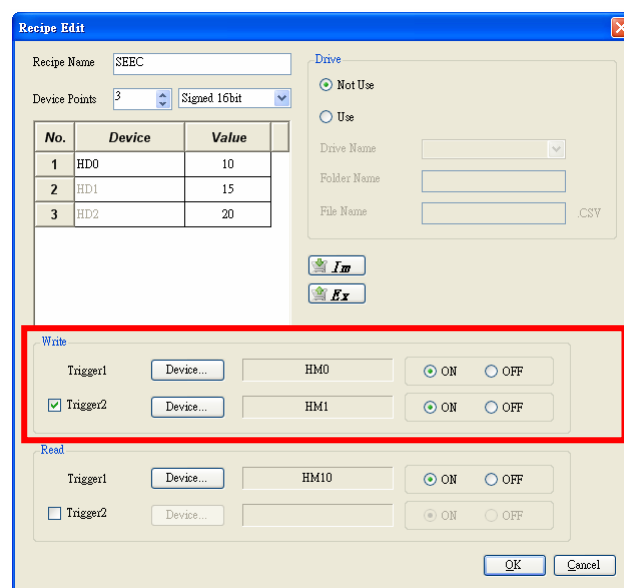 Recipe Edit
Recipe Name SEEC
Device Points 3 Signed 16bit
No. Device Value
1 HD0 10
2 HD1 15
3 HD2 20
Drive
Not Use
Use
Drive Name
Folder Name
File Name .CSV
Im
Ex
Write
Trigger1 Device... HM0 ON OFF
Trigger2 Device... HM1 ON OFF
Read
Trigger1 Device... HM10 ON OFF
Trigger2 Device... ON OFF
OK Cancel